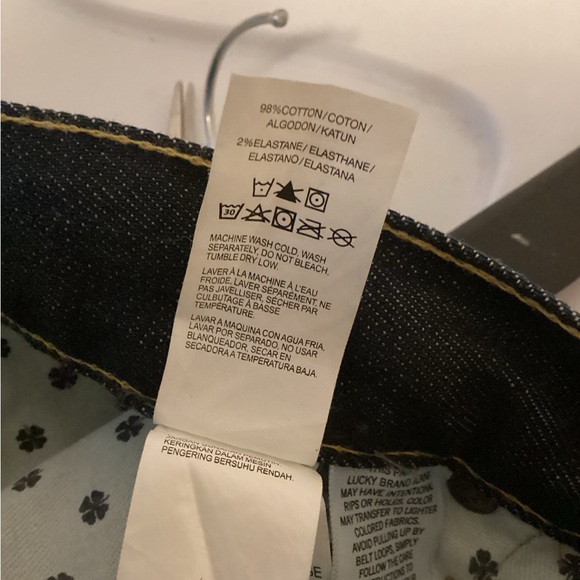 98%COTTON/COTON/
ALGODON/KATUN
2%ELASTANE/ELASTHANE/
ELASTANO/ELASTANA
30
MACHINE WASH COLD, WASH
SEPARATELY, DO NOT BLEACH,
TUMBLE DRY LOW.
LAVER À LA MACHINE À L'EAU
FROIDE, LAVER SÉPARÉMENT, NE
PAS JAVELLISER, SÉCHER PAR
CULBUTAGE À BASSE
TEMPÉRATURE.
LAVAR A MAQUINA CON AGUA FRIA,
LAVAR POR SEPARADO, NO USAR
BLANQUEADOR, SECAR EN
SECADORA A TEMPERATURA BAJA.
KERINGKAN DALAM MESIN
PENGERING BERSUHU RENDAH.
THIS
LUCKY BRAND
MAY HAVE INTENTIONAL
RIPS OR HOLES. COLOR
MAY TRANSFER TO LIGHTER
COLORED FABRICS.
AVOID PULLING UP BY
BELT LOOPS, SIMPLY
FOLLOW THE CARE